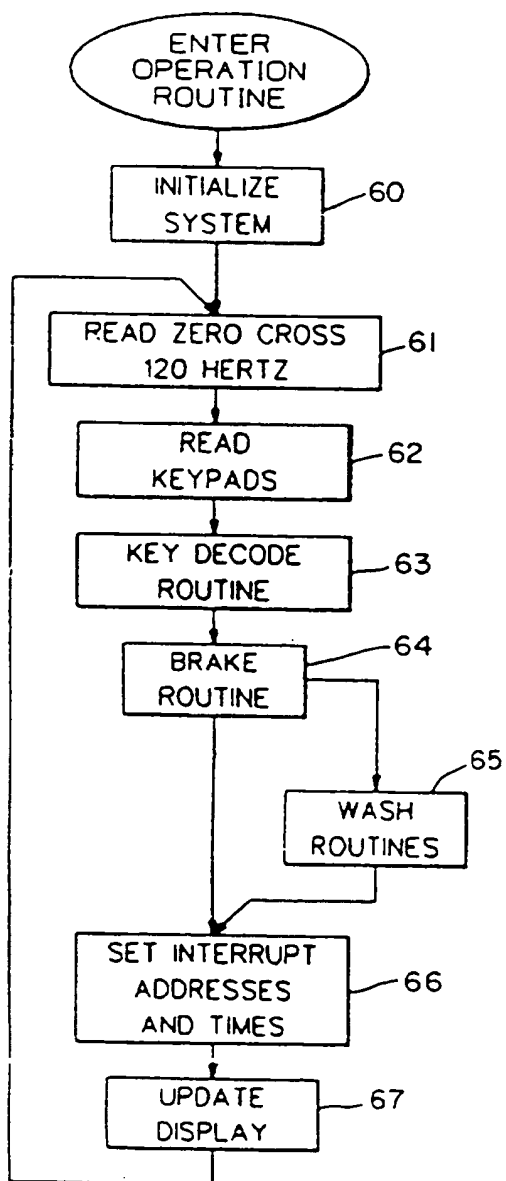 ENTER
OPERATION
ROUTINE
INITIALIZE
SYSTEM
60
READ ZERO CROSS
120 HERTZ
61
READ
KEYPADS
62
KEY DECODE
ROUTINE
63
BRAKE
ROUTINE
64
WASH
ROUTINES
65
SET INTERRUPT
ADDRESSES
AND TIMES
66
UPDATE
DISPLAY
67